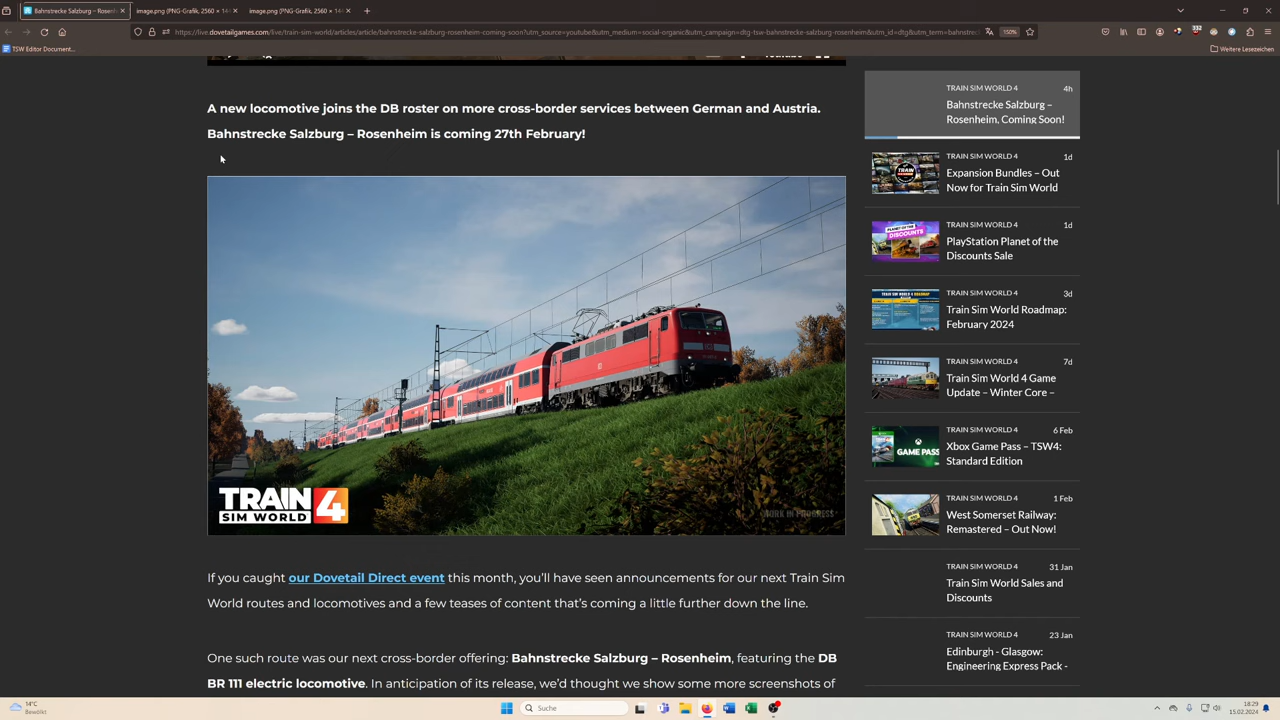 Bahnstrecke Salzburg – Rosenh
image.png (PNG-Grafik, 2560 × 144
image.png (PNG-Grafik, 2560 × 144
https://live.dovetailgames.com/live/train-sim-world/articles/article/bahnstrecke-salzburg-rosenheim-coming-soon?utm_source=youtube&utm_medium=social-organic&utm_campaign=dtg-tsw-bahnstrecke-salzburg-rosenheim&utm_id=dtg&utm_term=bahnstrec
150%
332
TSW Editor Document...
Weitere Lesezeichen
A new locomotive joins the DB roster on more cross-border services between German and Austria.
Bahnstrecke Salzburg – Rosenheim is coming 27th February!
TRAIN
SIM WORLD 4
WORK IN PROGRESS
If you caught our Dovetail Direct event this month, you'll have seen announcements for our next Train Sim
World routes and locomotives and a few teases of content that's coming a little further down the line.
One such route was our next cross-border offering: Bahnstrecke Salzburg – Rosenheim, featuring the DB
BR 111 electric locomotive. In anticipation of its release, we'd thought we show some more screenshots of
TRAIN SIM WORLD 4 4h
Bahnstrecke Salzburg –
Rosenheim, Coming Soon!
TRAIN SIM WORLD 4 1d
Expansion Bundles – Out
Now for Train Sim World
TRAIN SIM WORLD 4 1d
PlayStation Planet of the
Discounts Sale
PLANET OF THE
DISCOUNTS
TRAIN SIM WORLD 4 3d
Train Sim World Roadmap:
February 2024
TRAIN SIM WORLD 4 7d
Train Sim World 4 Game
Update – Winter Core –
TRAIN SIM WORLD 4 6 Feb
Xbox Game Pass – TSW4:
Standard Edition
GAME PASS
TRAIN SIM WORLD 4 1 Feb
West Somerset Railway:
Remastered – Out Now!
TRAIN SIM WORLD 4 31 Jan
Train Sim World Sales and
Discounts
TRAIN SIM WORLD 4 23 Jan
Edinburgh - Glasgow:
Engineering Express Pack -
14°C
Bewölkt
Suche
18:29
15.02.2024